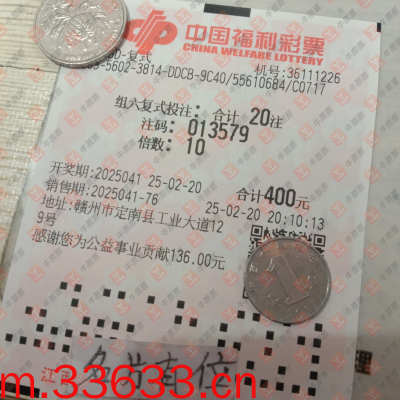 中国福利彩票
CHINA WELFARE LOTTERY
D-复式
机号:36111226
5602-3814-DDCB-9C40/55610684/C0717
组六复式投注: 合计 20注
注码: 013579
倍数: 10
开奖期:2025041 25-02-20
合计400元
销售期:2025041-76
25-02-20 20:10:13
地址:赣州市定南县工业大道12
9号
感谢您为公益事业贡献136.00元
江
m.33633.cn